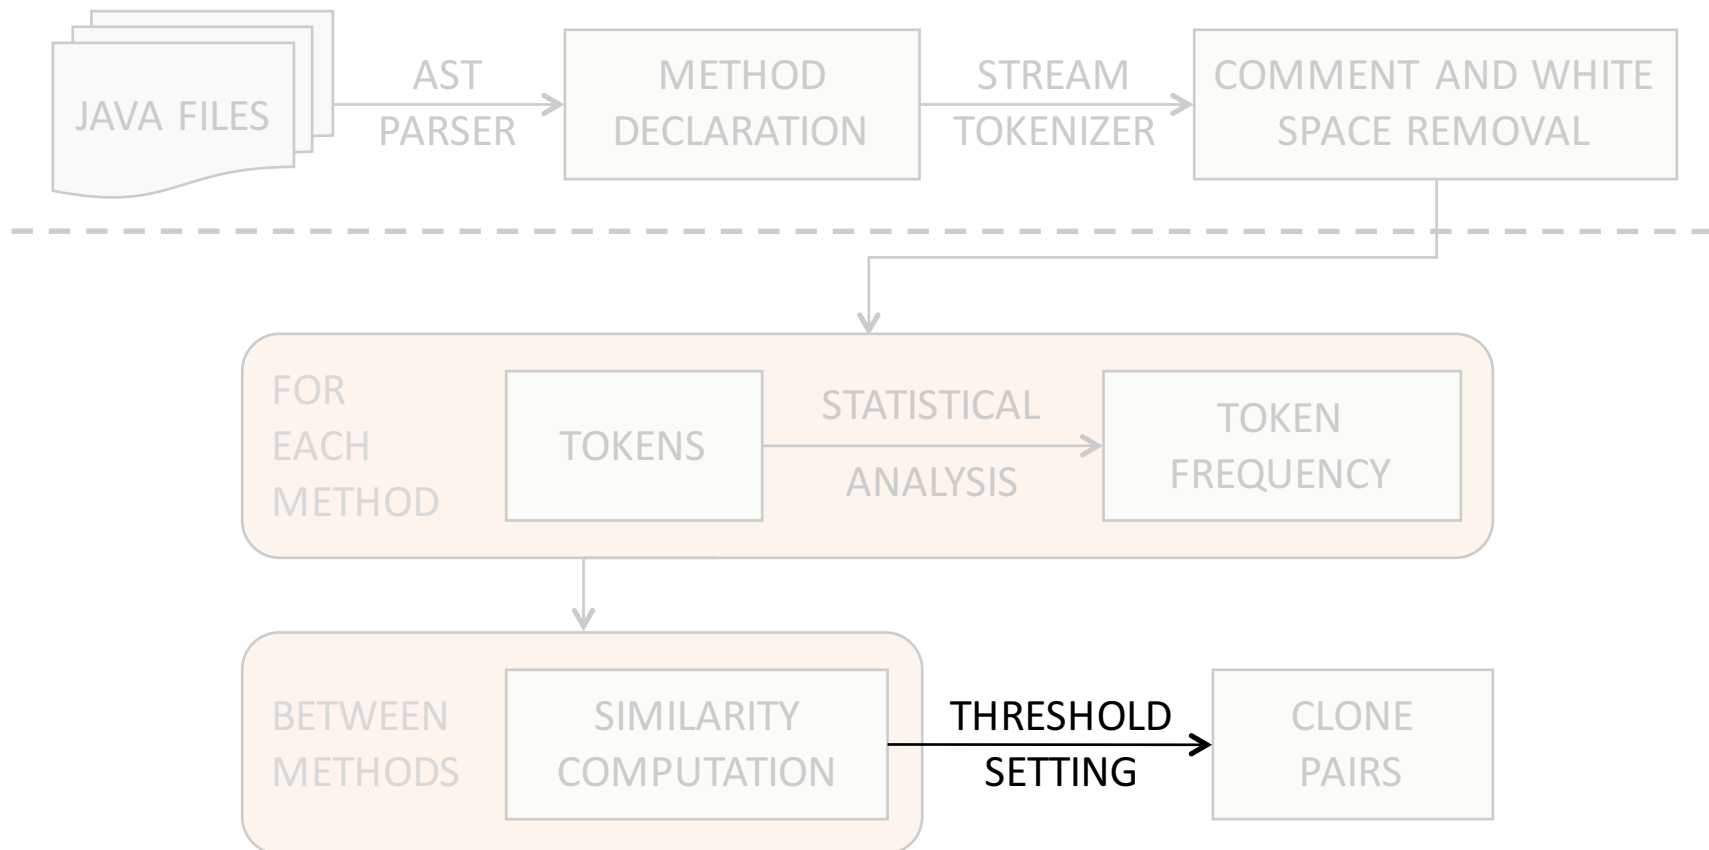 JAVA FILES
AST
PARSER
METHOD
DECLARATION
STREAM
TOKENIZER
COMMENT AND WHITE
SPACE REMOVAL
FOR
EACH
METHOD
TOKENS
STATISTICAL
ANALYSIS
TOKEN
FREQUENCY
BETWEEN
METHODS
SIMILARITY
COMPUTATION
THRESHOLD
SETTING
CLONE
PAIRS